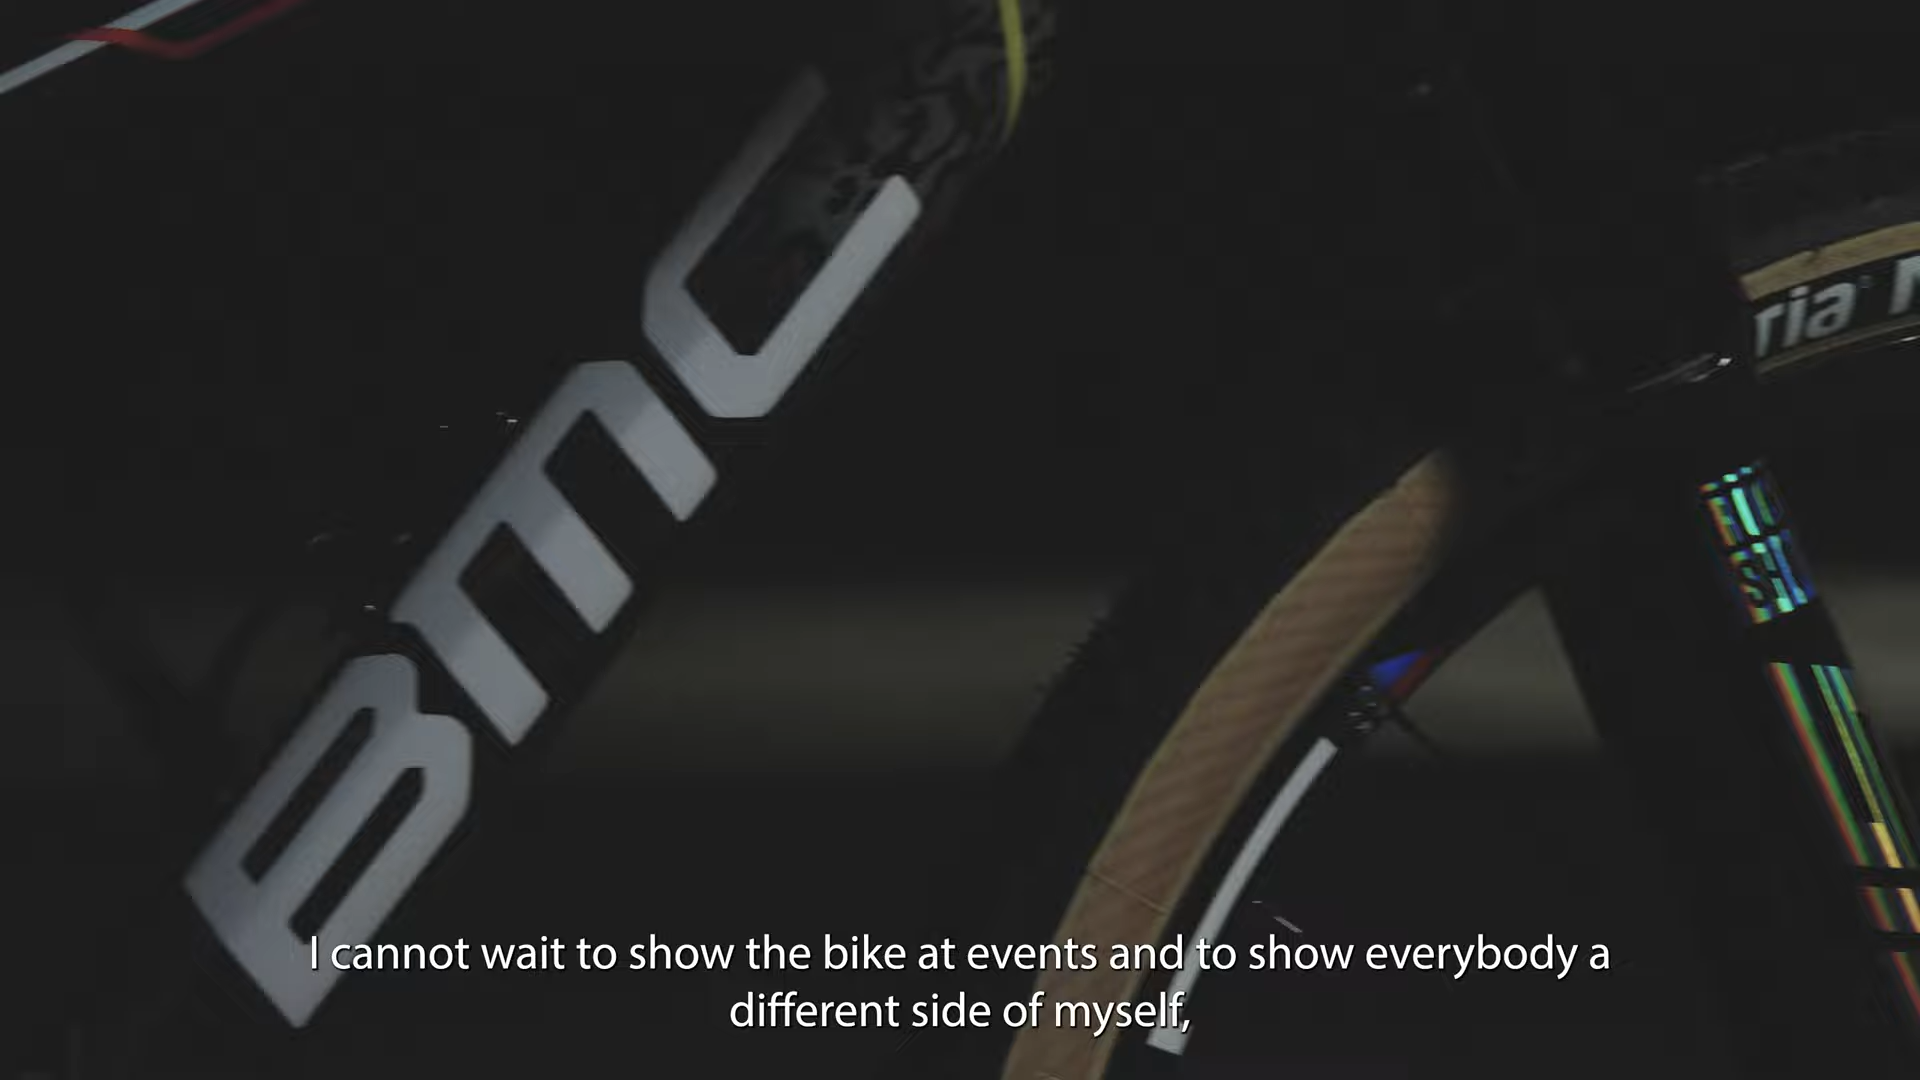 BMC
ria N
I cannot wait to show the bike at events and to show everybody a
different side of myself,